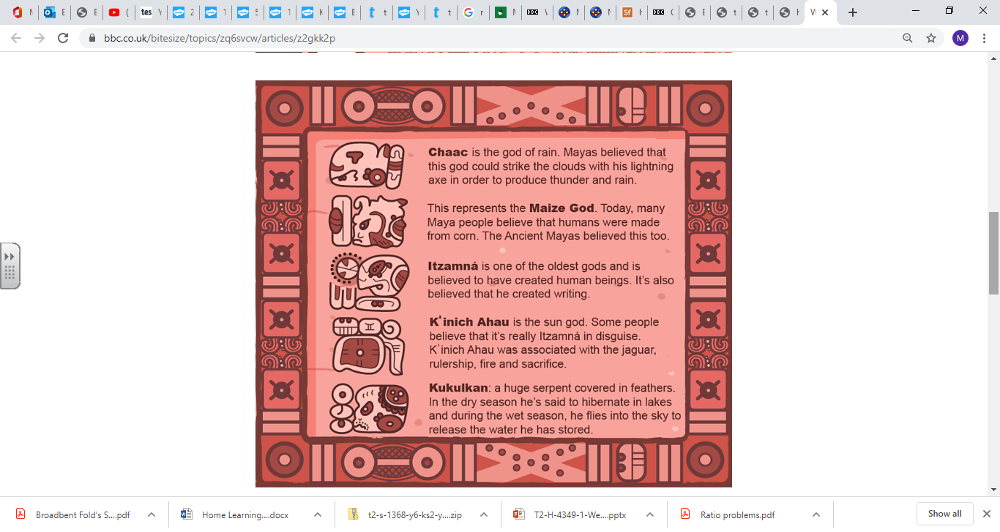 bbc.co.uk/bitesize/topics/zq6svcw/articles/z2gkk2p
M
Chaac is the god of rain. Mayas believed that
this god could strike the clouds with his lightning
axe in order to produce thunder and rain.
This represents the Maize God. Today, many
Maya people believe that humans were made
from corn. The Ancient Mayas believed this too.
Itzamná is one of the oldest gods and is
believed to have created human beings. It's also
believed that he created writing.
K'inich Ahau is the sun god. Some people
believe that it's really Itzamná in disguise.
K'inich Ahau was associated with the jaguar,
rulership, fire and sacrifice.
Kukulkan: a huge serpent covered in feathers.
In the dry season he's said to hibernate in lakes
and during the wet season, he flies into the sky to
release the water he has stored.
Broadbent Fold's S....pdf
Home Learning....docx
t2-s-1368-y6-ks2-y....zip
T2-H-4349-1-We....pptx
Ratio problems.pdf
Show all